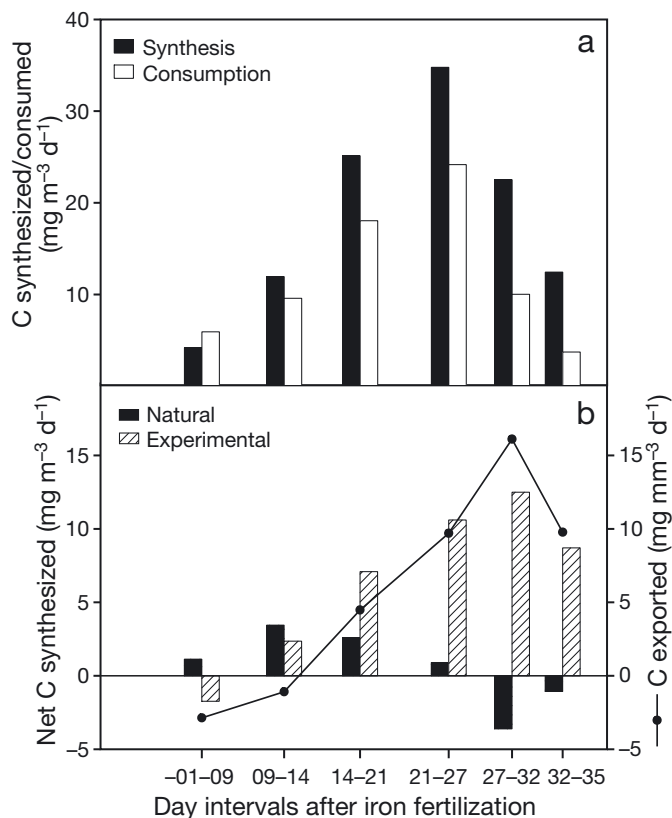 40
30
20
10
C synthesized/consumed
(mg m–3 d–1)
Synthesis
Consumption
a
Natural
Experimental
b
15
10
5
0
–5
Net C synthesized (mg m–3 d–1)
15
10
5
0
–5
C exported (mg mm–3 d–1)
–01–09 09–14 14–21 21–27 27–32 32–35
Day intervals after iron fertilization